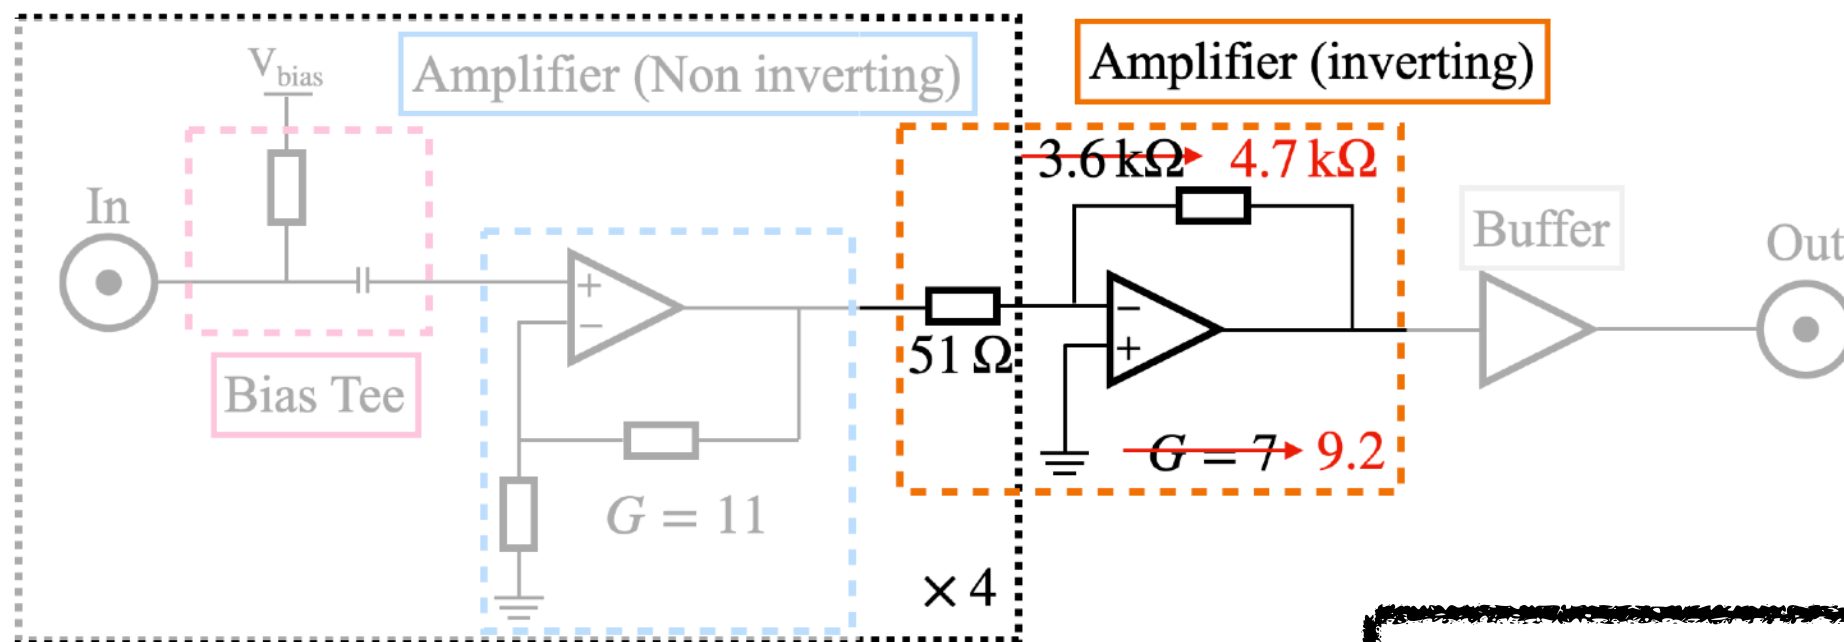 V_bias
Amplifier (Non inverting)
Amplifier (inverting)
3.6 kΩ 4.7 kΩ
In
Buffer
Out
+
−
−
+
51 Ω
Bias Tee
G = 7 9.2
G = 11
× 4